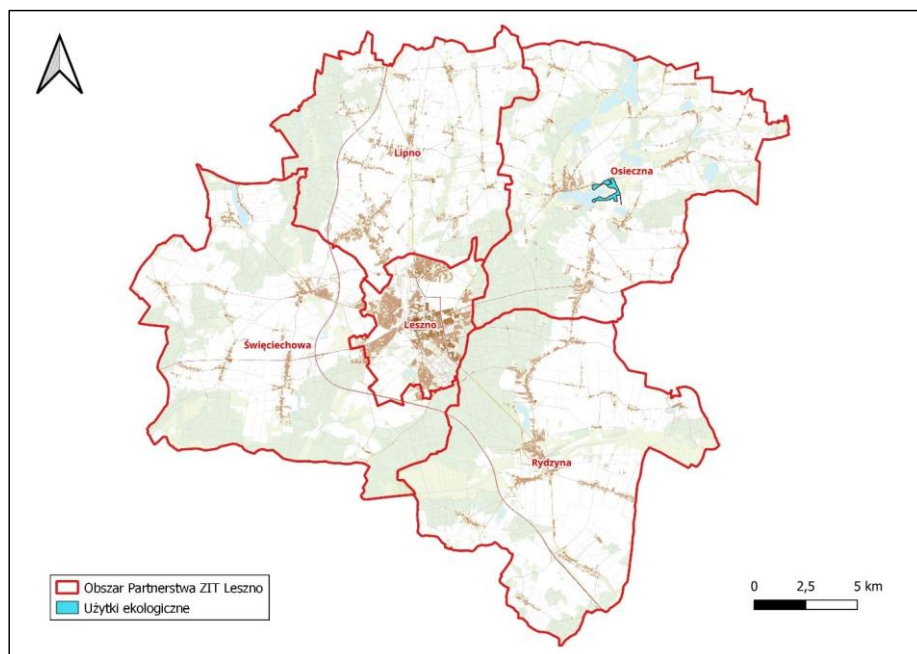 Lipno
Osieczna
Leszno
Święciechowa
Rydzyna
Obszar Partnerstwa ZIT Leszno
Użytki ekologiczne
0 2,5 5 km